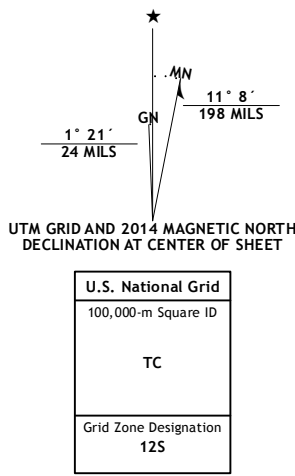 ★
MN
GN
11° 8´
198 MILS
1° 21´
24 MILS
UTM GRID AND 2014 MAGNETIC NORTH
DECLINATION AT CENTER OF SHEET
U.S. National Grid
100,000-m Square ID
TC
Grid Zone Designation
12S